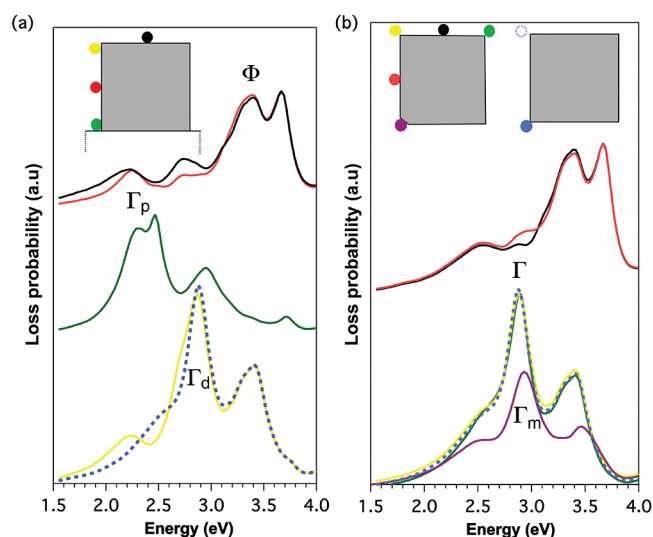 (a)
Φ
Γp
Γd
Loss probability (a.u)
1.5 2.0 2.5 3.0 3.5 4.0
Energy (eV)
(b)
Γ
Γm
Loss probability (a.u)
1.5 2.0 2.5 3.0 3.5 4.0
Energy (eV)